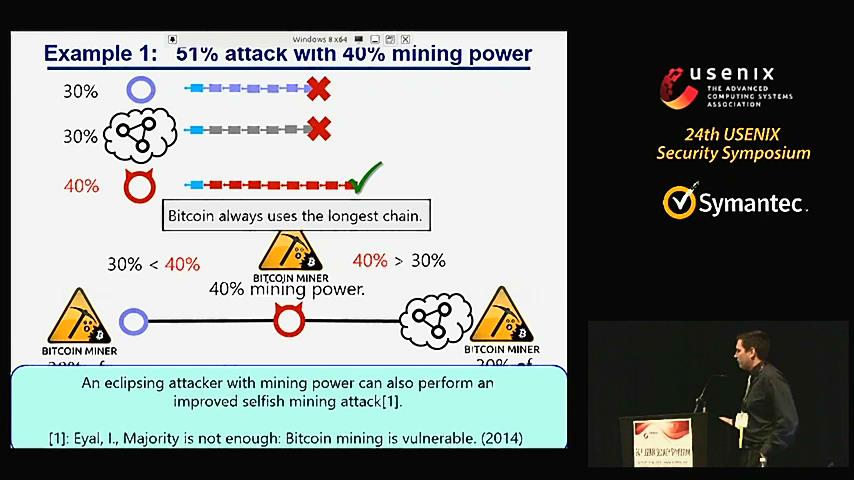 Windows 8 x64
Example 1: 51% attack with 40% mining power
30%
30%
40%
Bitcoin always uses the longest chain.
30% < 40%
40% > 30%
BITCOIN MINER
40% mining power.
BITCOIN MINER
BITCOIN MINER
30% of
An eclipsing attacker with mining power can also perform an
improved selfish mining attack[1].
[1]: Eyal, I., Majority is not enough: Bitcoin mining is vulnerable. (2014)
usenix
THE ADVANCED
COMPUTING SYSTEMS
ASSOCIATION
24th USENIX
Security Symposium
Symantec.